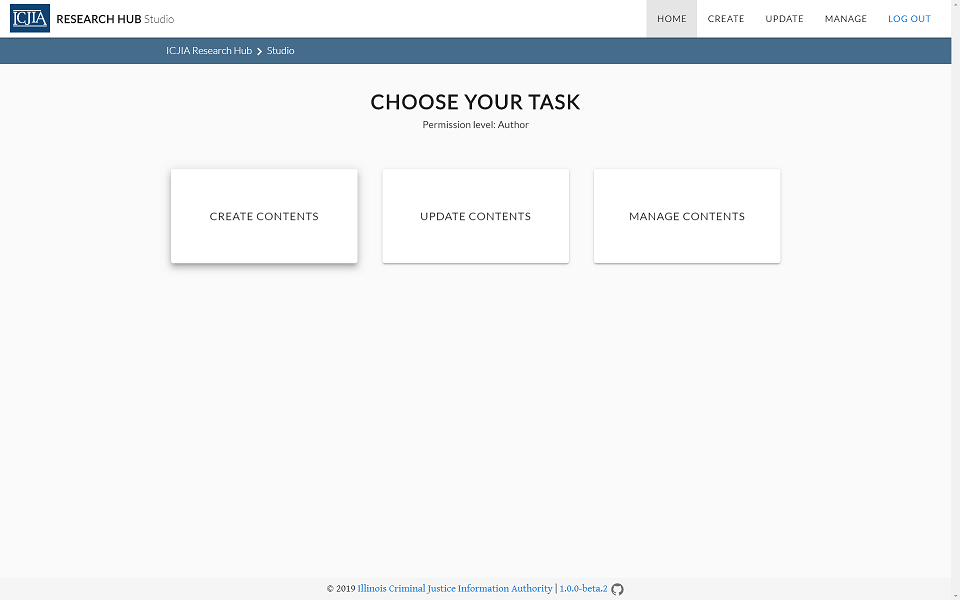 ICJIA RESEARCH HUB Studio HOME CREATE UPDATE MANAGE LOG OUT
ICJIA Research Hub Studio
CHOOSE YOUR TASK
Permission level: Author
CREATE CONTENTS UPDATE CONTENTS MANAGE CONTENTS
© 2019 Illinois Criminal Justice Information Authority | 1.0.0-beta.2